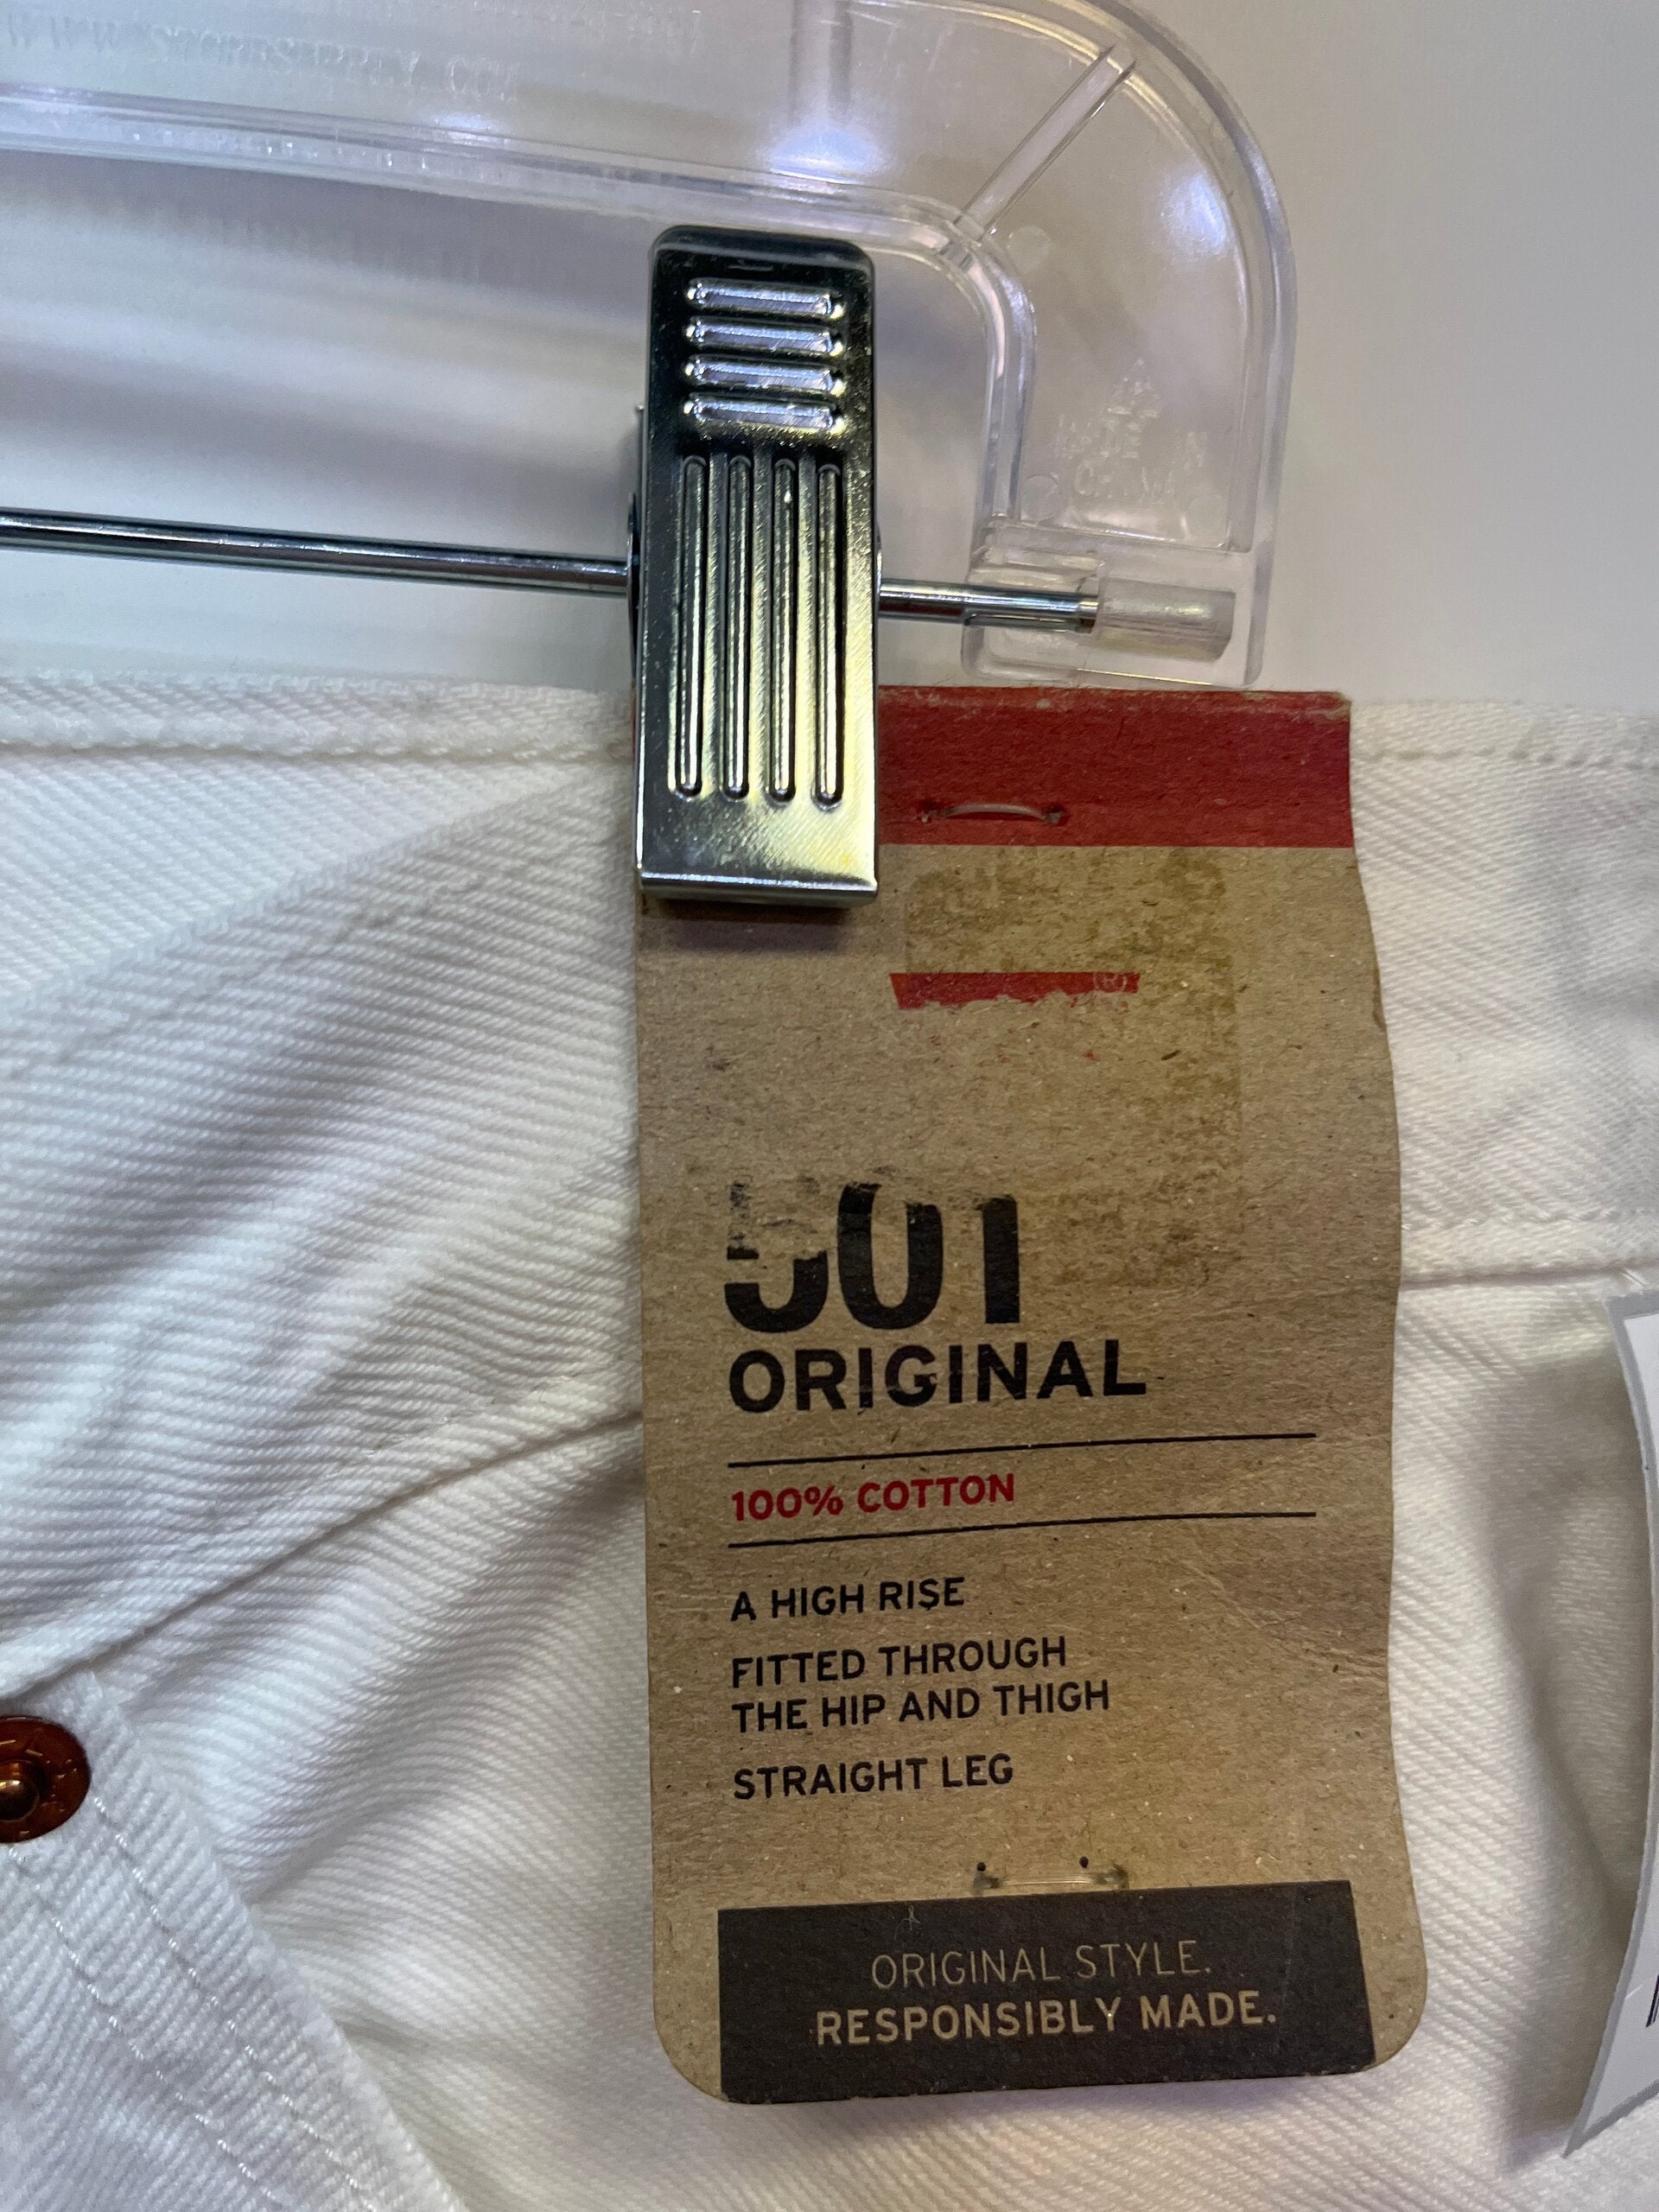 ®
501
ORIGINAL
100% COTTON
A HIGH RISE
FITTED THROUGH
THE HIP AND THIGH
STRAIGHT LEG
ORIGINAL STYLE.
RESPONSIBLY MADE.